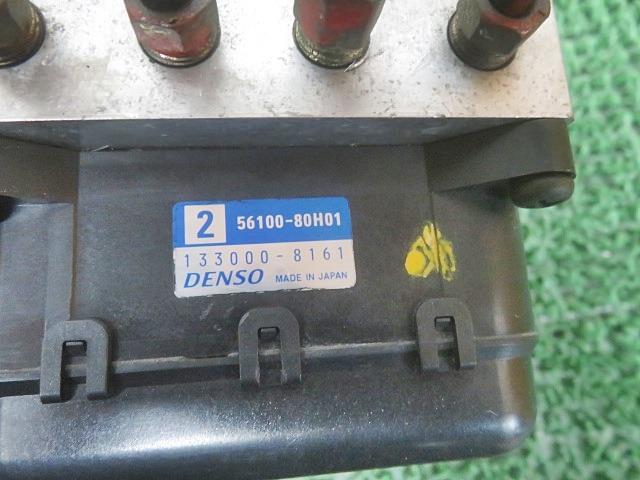 2 56100-80H01
133000-8161
DENSO MADE IN JAPAN